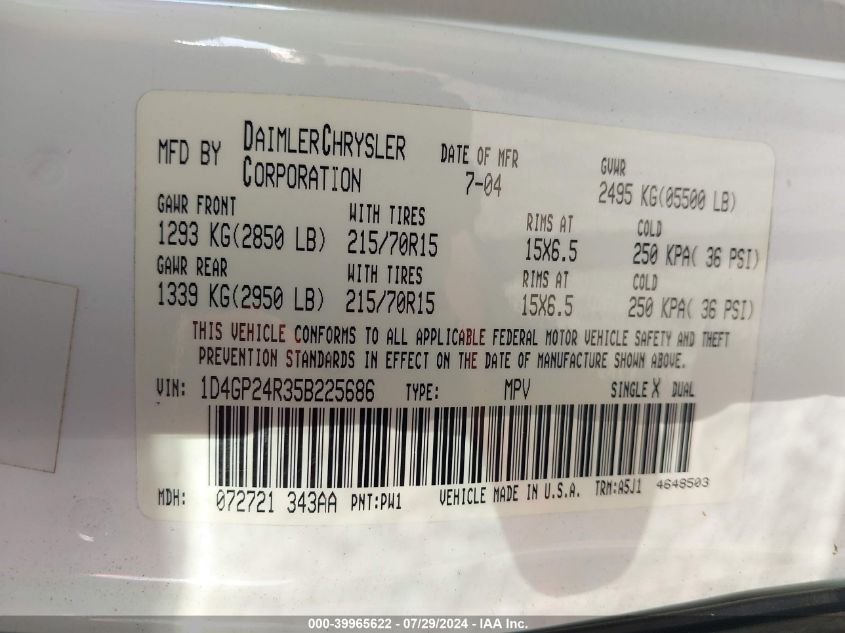 MFD BY DAIMLERCHRYSLER CORPORATION DATE OF MFR 7-04 GVWR 2495 KG(05500 LB)
GAWR FRONT WITH TIRES RIMS AT COLD
1293 KG(2850 LB) 215/70R15 15X6.5 250 KPA( 36 PSI)
GAWR REAR WITH TIRES RIMS AT COLD
1339 KG(2950 LB) 215/70R15 15X6.5 250 KPA( 36 PSI)
THIS VEHICLE CONFORMS TO ALL APPLICABLE FEDERAL MOTOR VEHICLE SAFETY AND THEFT
PREVENTION STANDARDS IN EFFECT ON THE DATE OF MANUFACTURE SHOWN ABOVE.
VIN: 1D4GP24R35B225686 TYPE: MPV SINGLE X DUAL
MDH: 072721 343AA PNT:PW1 VEHICLE MADE IN U.S.A. TRM:A5J1 4648503
000-39965622 / 07/29/2024 - IAA Inc.